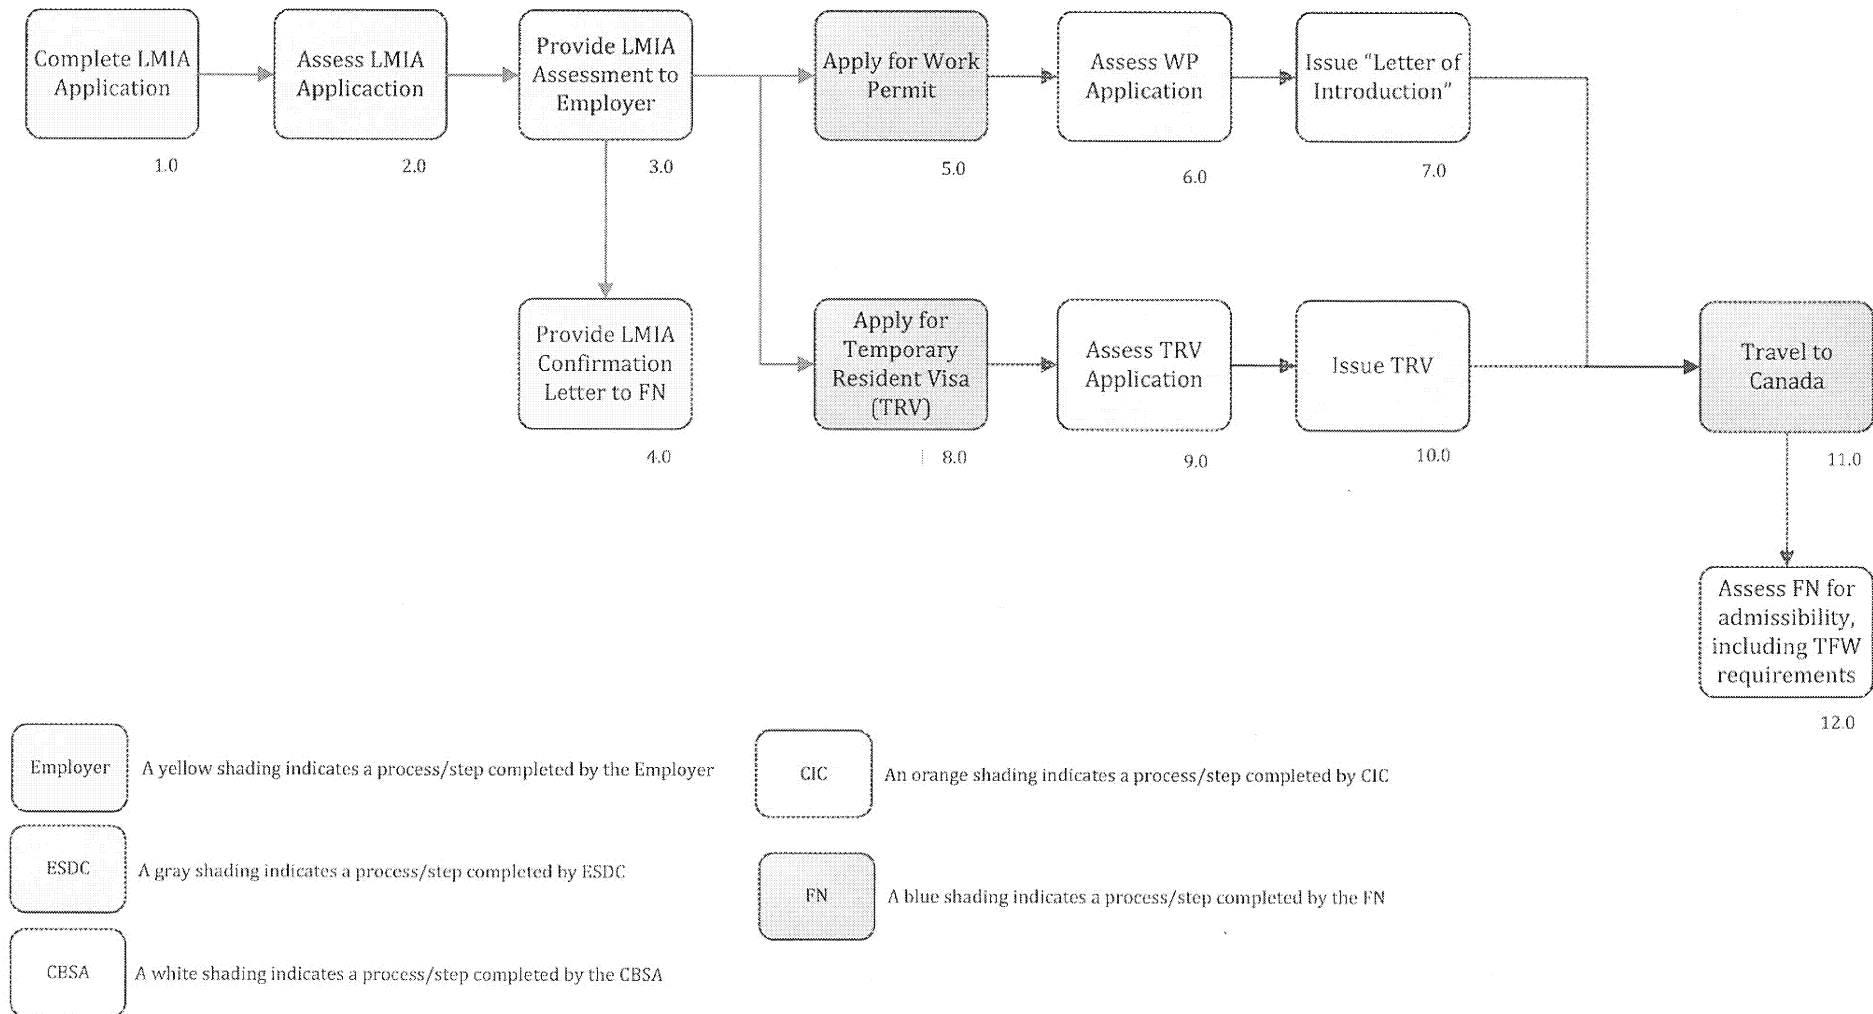 Complete LMIA
Application
1.0
Assess LMIA
Applicaction
2.0
Provide LMIA
Assessment to
Employer
3.0
Apply for Work
Permit
5.0
Assess WP
Application
6.0
Issue “Letter of
Introduction”
7.0
Provide LMIA
Confirmation
Letter to FN
4.0
Apply for
Temporary
Resident Visa
(TRV)
8.0
Assess TRV
Application
9.0
Issue TRV
10.0
Travel to
Canada
11.0
Assess FN for
admissibility,
including TFW
requirements
12.0
Employer
A yellow shading indicates a process/step completed by the Employer
CIC
An orange shading indicates a process/step completed by CIC
ESDC
A gray shading indicates a process/step completed by ESDC
FN
A blue shading indicates a process/step completed by the FN
CBSA
A white shading indicates a process/step completed by the CBSA